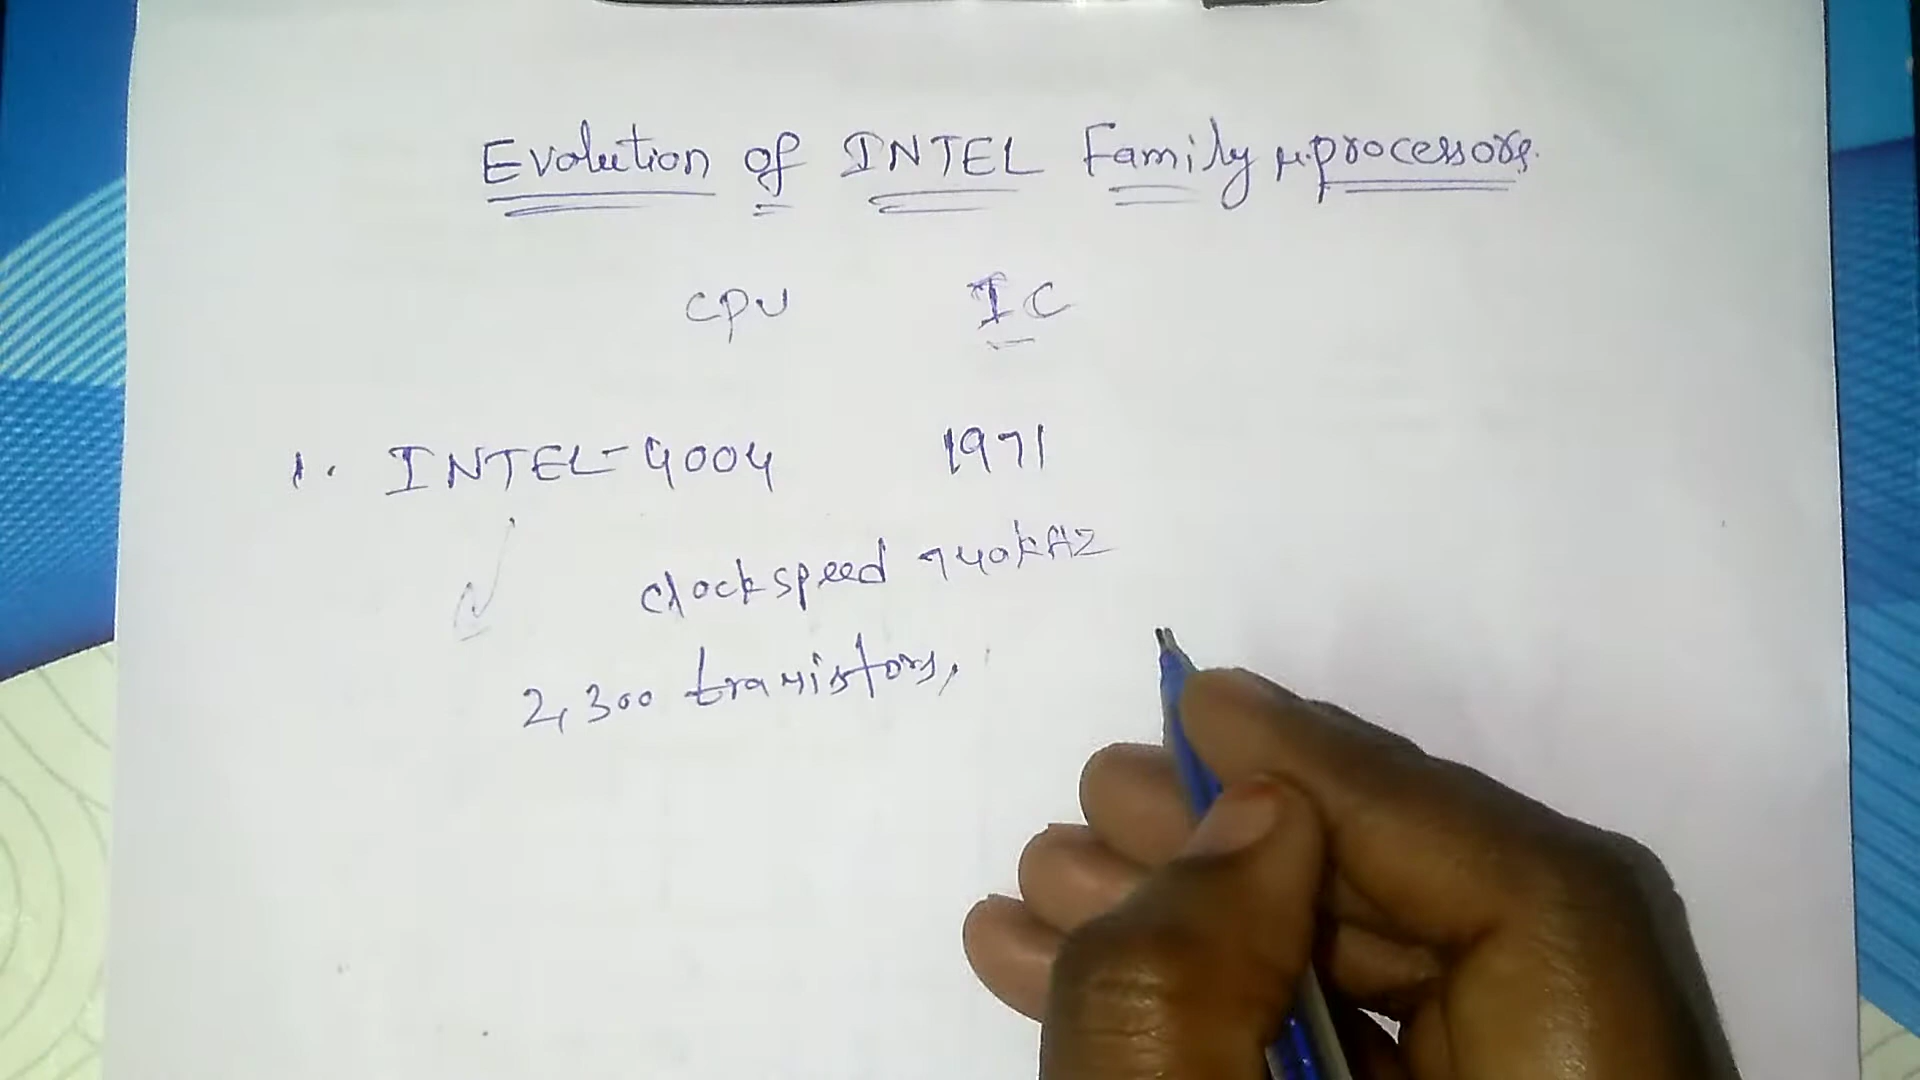 Evolution of INTEL Family μprocessors.
CPU IC
1. INTEL-4004 1971
clockspeed 740kHZ
2,300 transistors,